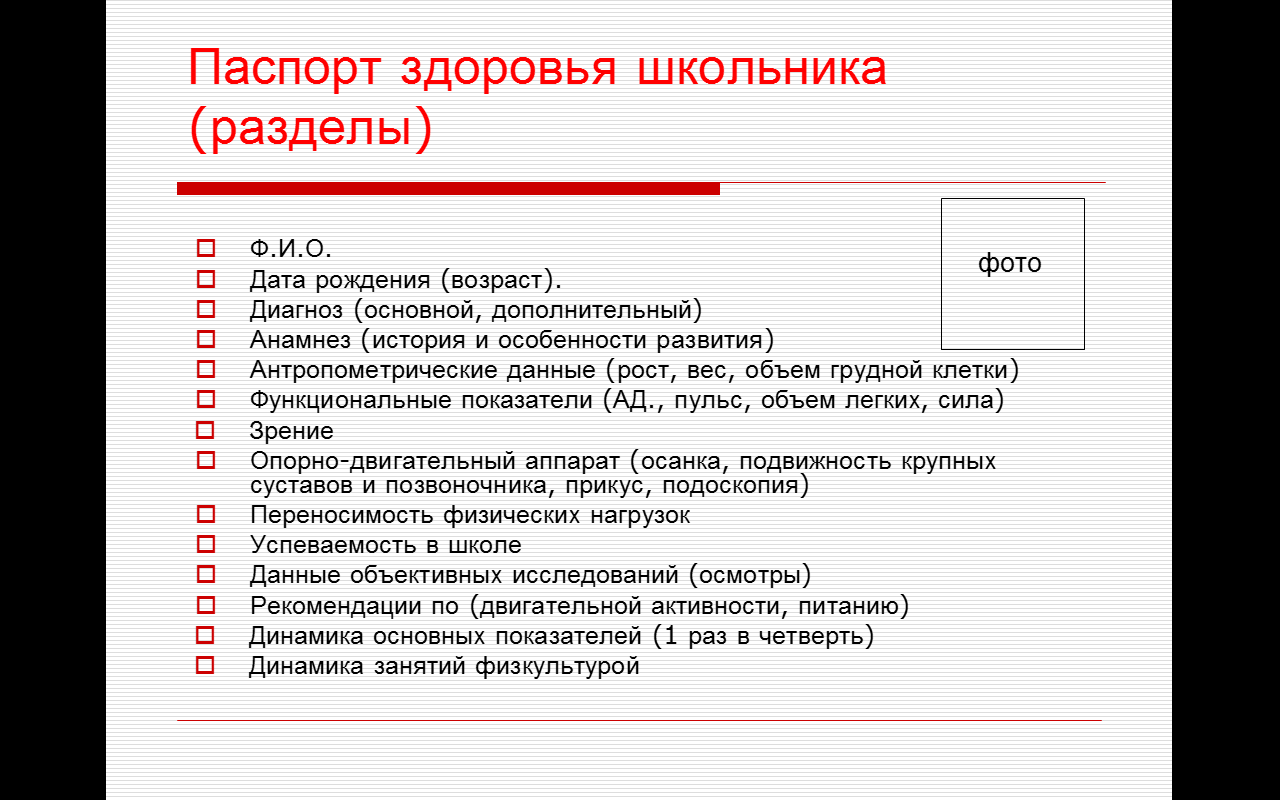 Паспорт здоровья школьника
(разделы)
фото
Ф.И.О.
Дата рождения (возраст).
Диагноз (основной, дополнительный)
Анамнез (история и особенности развития)
Антропометрические данные (рост, вес, объем грудной клетки)
Функциональные показатели (АД., пульс, объем легких, сила)
Зрение
Опорно-двигательный аппарат (осанка, подвижность крупных
суставов и позвоночника, прикус, подоскопия)
Переносимость физических нагрузок
Успеваемость в школе
Данные объективных исследований (осмотры)
Рекомендации по (двигательной активности, питанию)
Динамика основных показателей (1 раз в четверть)
Динамика занятий физкультурой